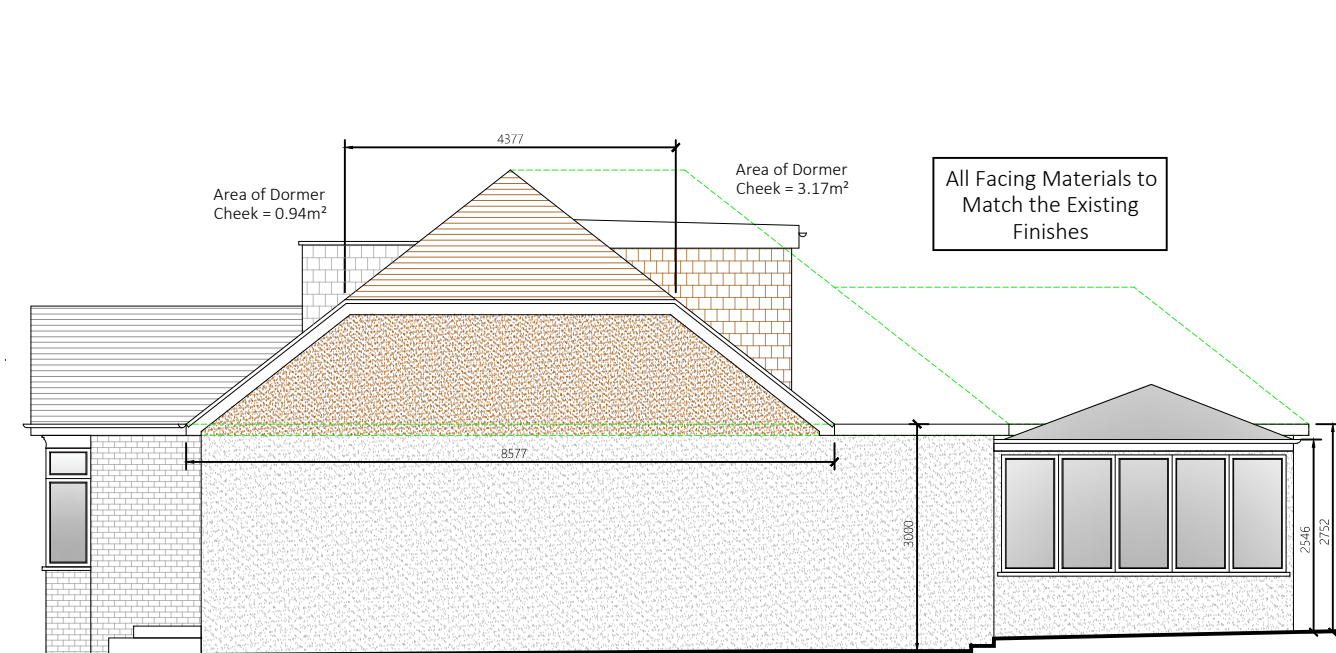 4377
Area of Dormer
Cheek = 3.17m²
Area of Dormer
Cheek = 0.94m²
All Facing Materials to
Match the Existing
Finishes
8577
3000
2546
2752